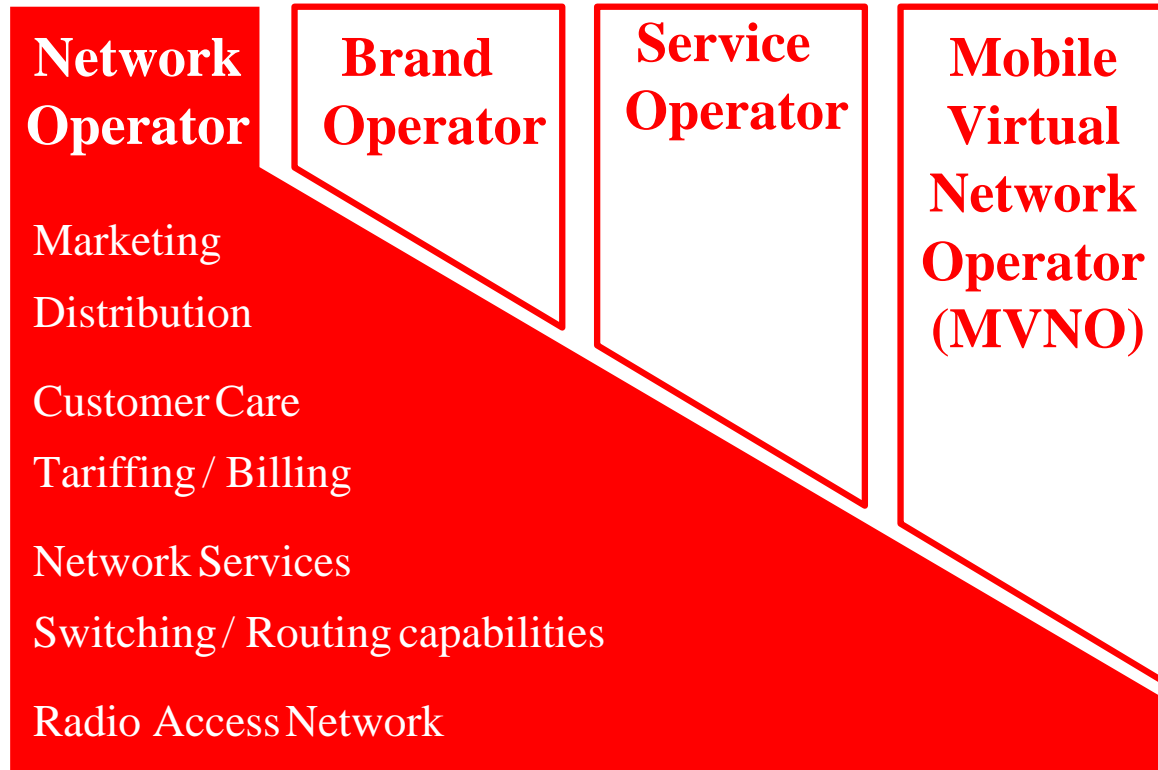 Network
Operator
Brand
Operator
Service
Operator
Mobile
Virtual
Network
Operator
(MVNO)
Marketing
Distribution
Customer Care
Tariffing / Billing
Network Services
Switching / Routing capabilities
Radio Access Network